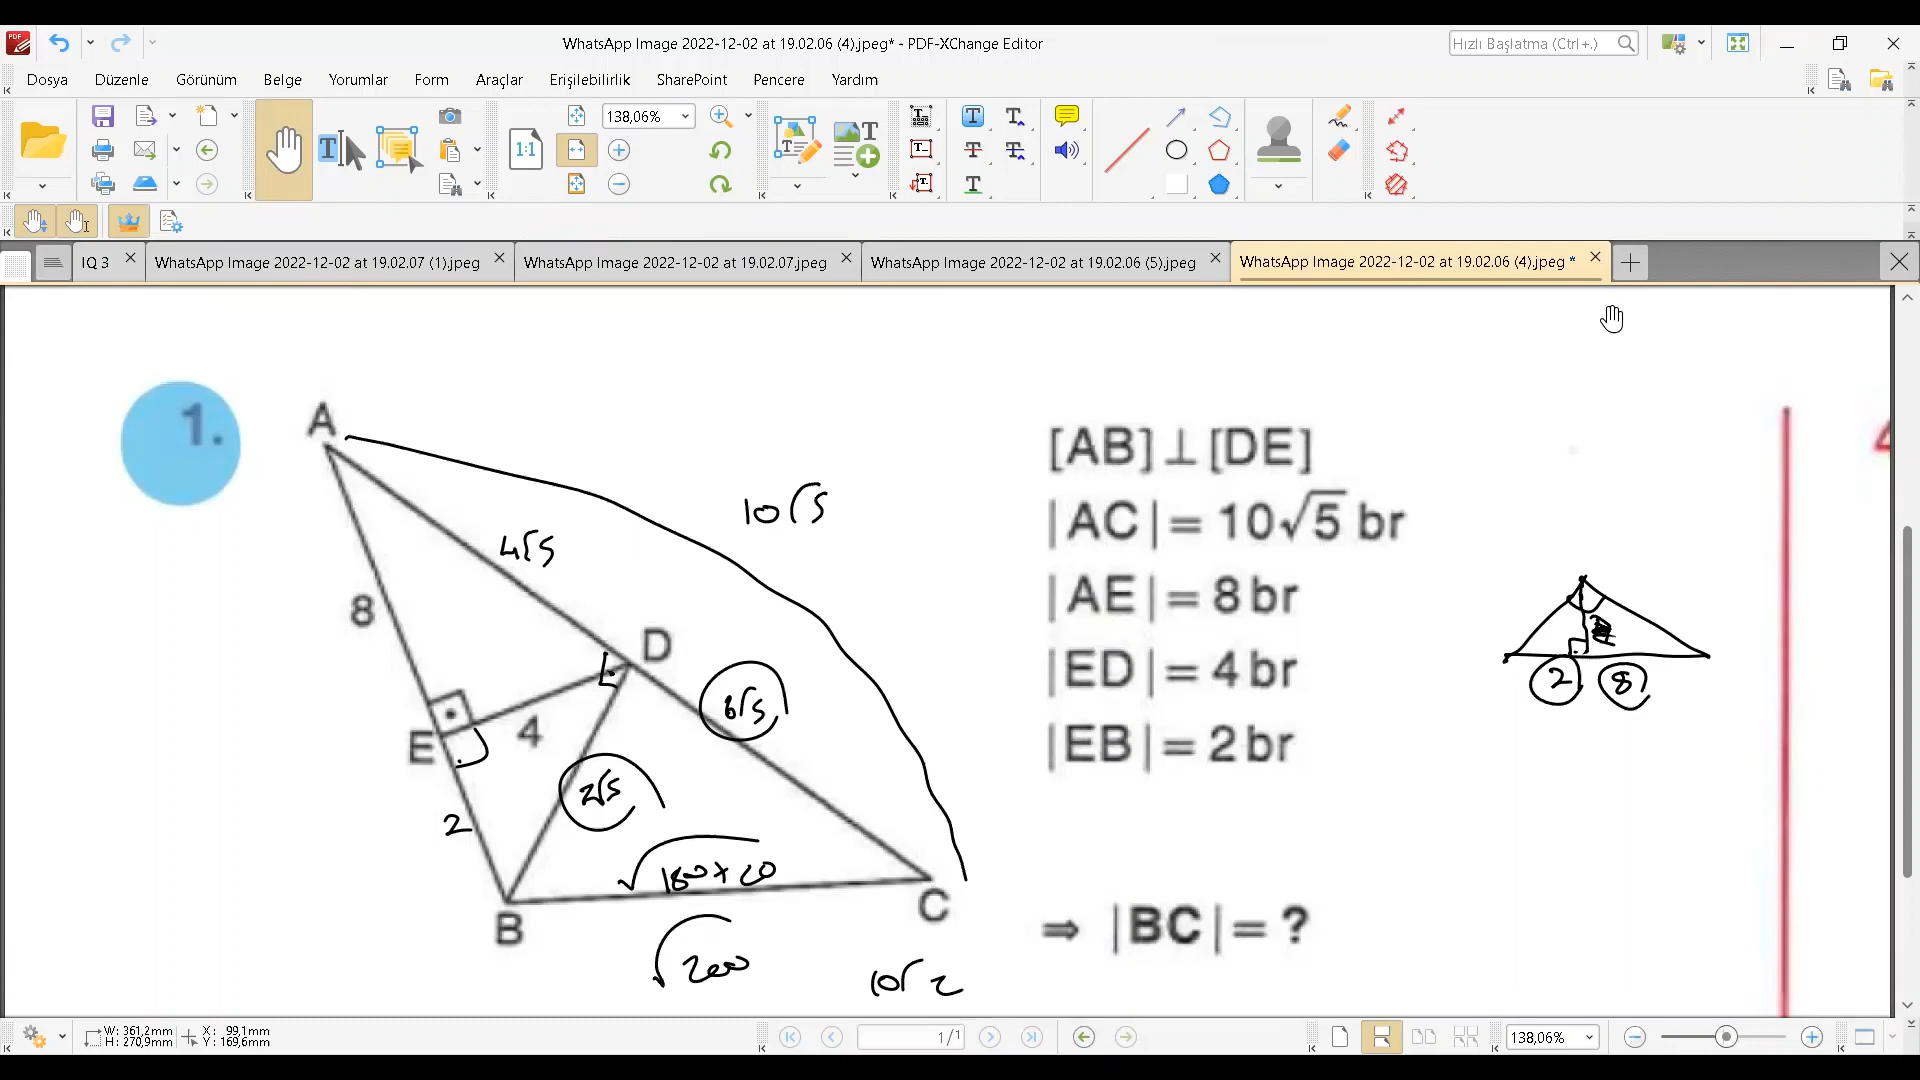 WhatsApp Image 2022-12-02 at 19.02.06 (4).jpeg* - PDF-XChange Editor
Hızlı Başlatma (Ctrl+.)
Dosya Düzenle Görünüm Belge Yorumlar Form Araçlar Erişilebilirlik SharePoint Pencere Yardım
138,06%
1:1
IQ 3
WhatsApp Image 2022-12-02 at 19.02.07 (1).jpeg
WhatsApp Image 2022-12-02 at 19.02.07.jpeg
WhatsApp Image 2022-12-02 at 19.02.06 (5).jpeg
WhatsApp Image 2022-12-02 at 19.02.06 (4).jpeg *
1.
A
10√5
4√5
8
D
6√5
E
4
2√5
2
√180+20
B
C
√200
10√2
[AB] ⊥ [DE]
|AC| = 10√5 br
|AE| = 8 br
|ED| = 4 br
|EB| = 2 br
⇒ |BC| = ?
2 8
W: 361,2mm
H: 270,9mm
X: 99,1mm
Y: 169,6mm
1/1
138,06%